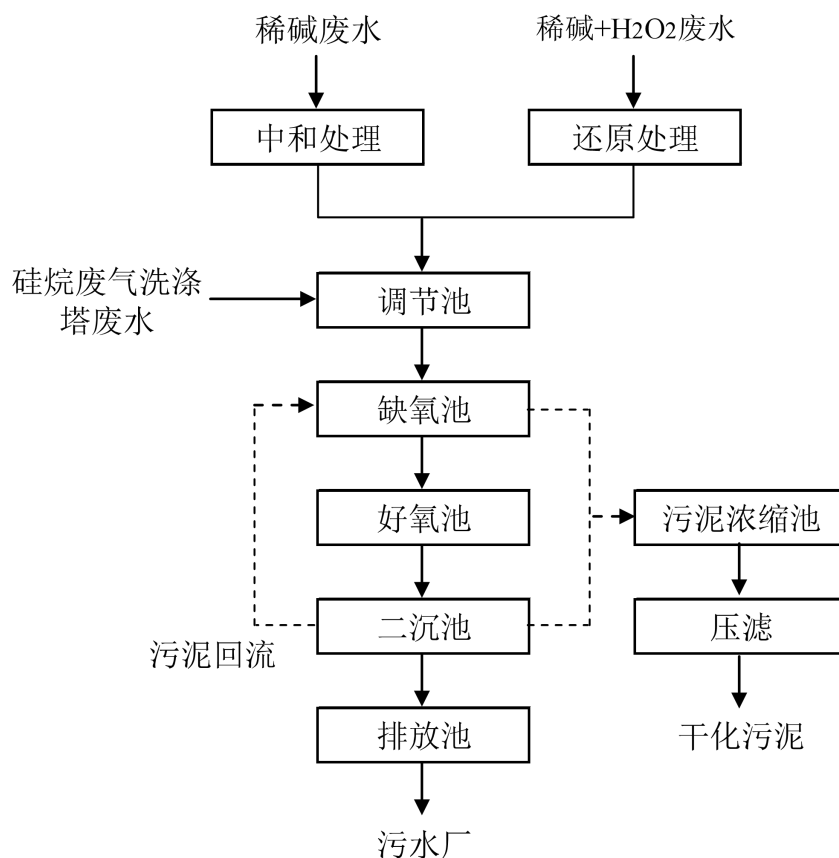 稀碱废水
稀碱+H2O2废水
中和处理
还原处理
硅烷废气洗涤
塔废水
调节池
缺氧池
好氧池
污泥浓缩池
二沉池
压滤
污泥回流
排放池
干化污泥
污水厂